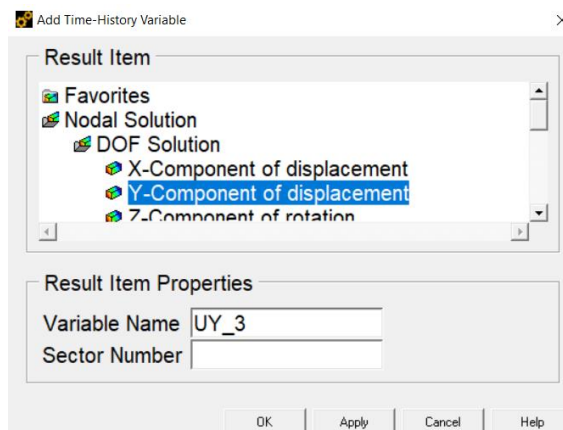 Add Time-History Variable
Result Item
Favorites
Nodal Solution
DOF Solution
X-Component of displacement
Y-Component of displacement
Z-Component of rotation
Result Item Properties
Variable Name UY_3
Sector Number
OK Apply Cancel Help